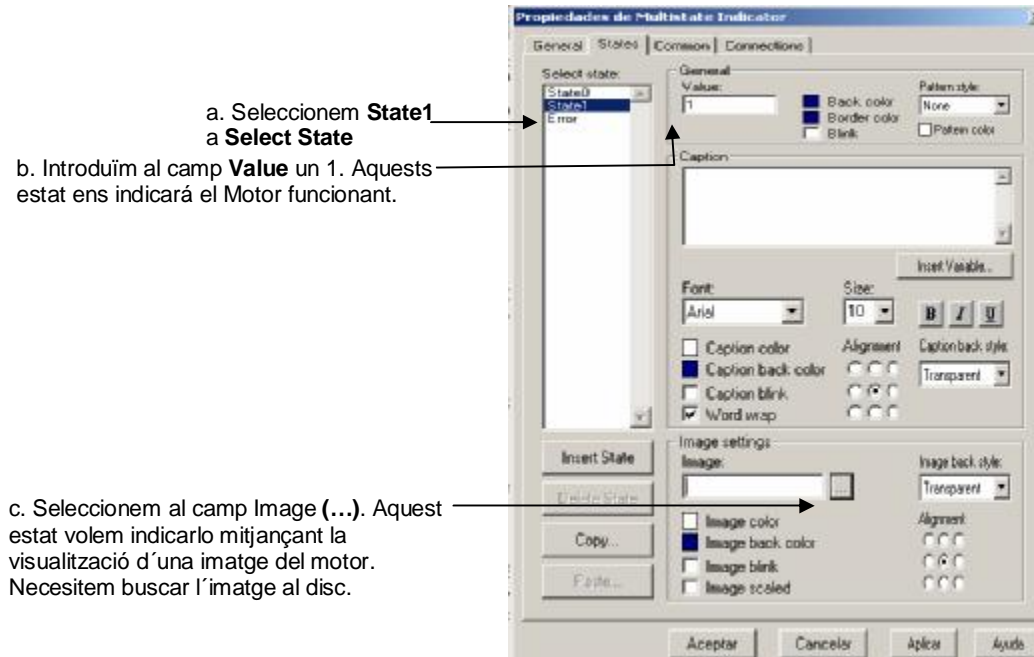 Propiedades de Multistate Indicator
General States Common Connections
a. Seleccionem State1
a Select State
b. Introduïm al camp Value un 1. Aquests
estat ens indicará el Motor funcionant.
c. Seleccionem al camp Image (…). Aquest
estat volem indicarlo mitjançant la
visualització d´una imatge del motor.
Necesitem buscar l´imatge al disc.
Select state:
State0
State1
Error
Insert State
Delete State
Copy...
Paste...
General
Value:
1
Back color
Border color
Blink
Pattern style:
None
Pattern color
Caption
Insert Variable...
Font:
Arial
Size:
10
B I U
Caption color
Caption back color
Caption blink
Word wrap
Alignment
Caption back style:
Transparent
Image settings
Image:
...
Image back style:
Transparent
Image color
Image back color
Image blink
Image scaled
Alignment
Aceptar Cancelar Aplicar Ayuda